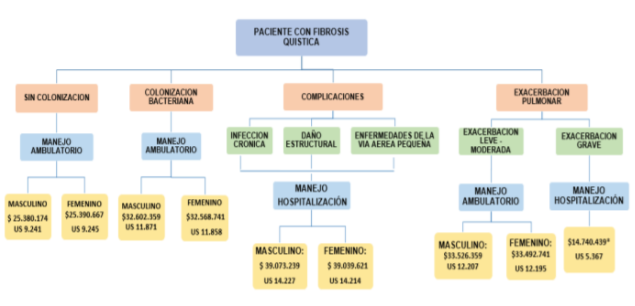 PACIENTE CON FIBROSIS
QUISTICA
SIN COLONIZACION
COLONIZACION
BACTERIANA
COMPLICACIONES
EXACERBACION
PULMONAR
MANEJO
AMBULATORIO
MANEJO
AMBULATORIO
INFECCION
CRONICA
DAÑO
ESTRUCTURAL
ENFERMEDADES DE LA
VIA AEREA PEQUEÑA
EXACERBACION
LEVE -
MODERADA
EXACERBACION
GRAVE
MANEJO
HOSPITALIZACIÓN
MANEJO
AMBULATORIO
MANEJO
HOSPITALIZACIÓN
MASCULINO
$ 25.380.174
US 9.241
FEMENINO
$25.390.667
US 9.245
MASCULINO
$32.602.359
US 11.871
FEMENINO
$32.568.741
US 11.858
MASCULINO:
$ 39.073.239
US 14.227
FEMENINO:
$ 39.039.621
US 14.214
MASCULINO:
$33.526.359
US 12.207
FEMENINO:
$33.492.741
US 12.195
$14.740.439*
US 5.367